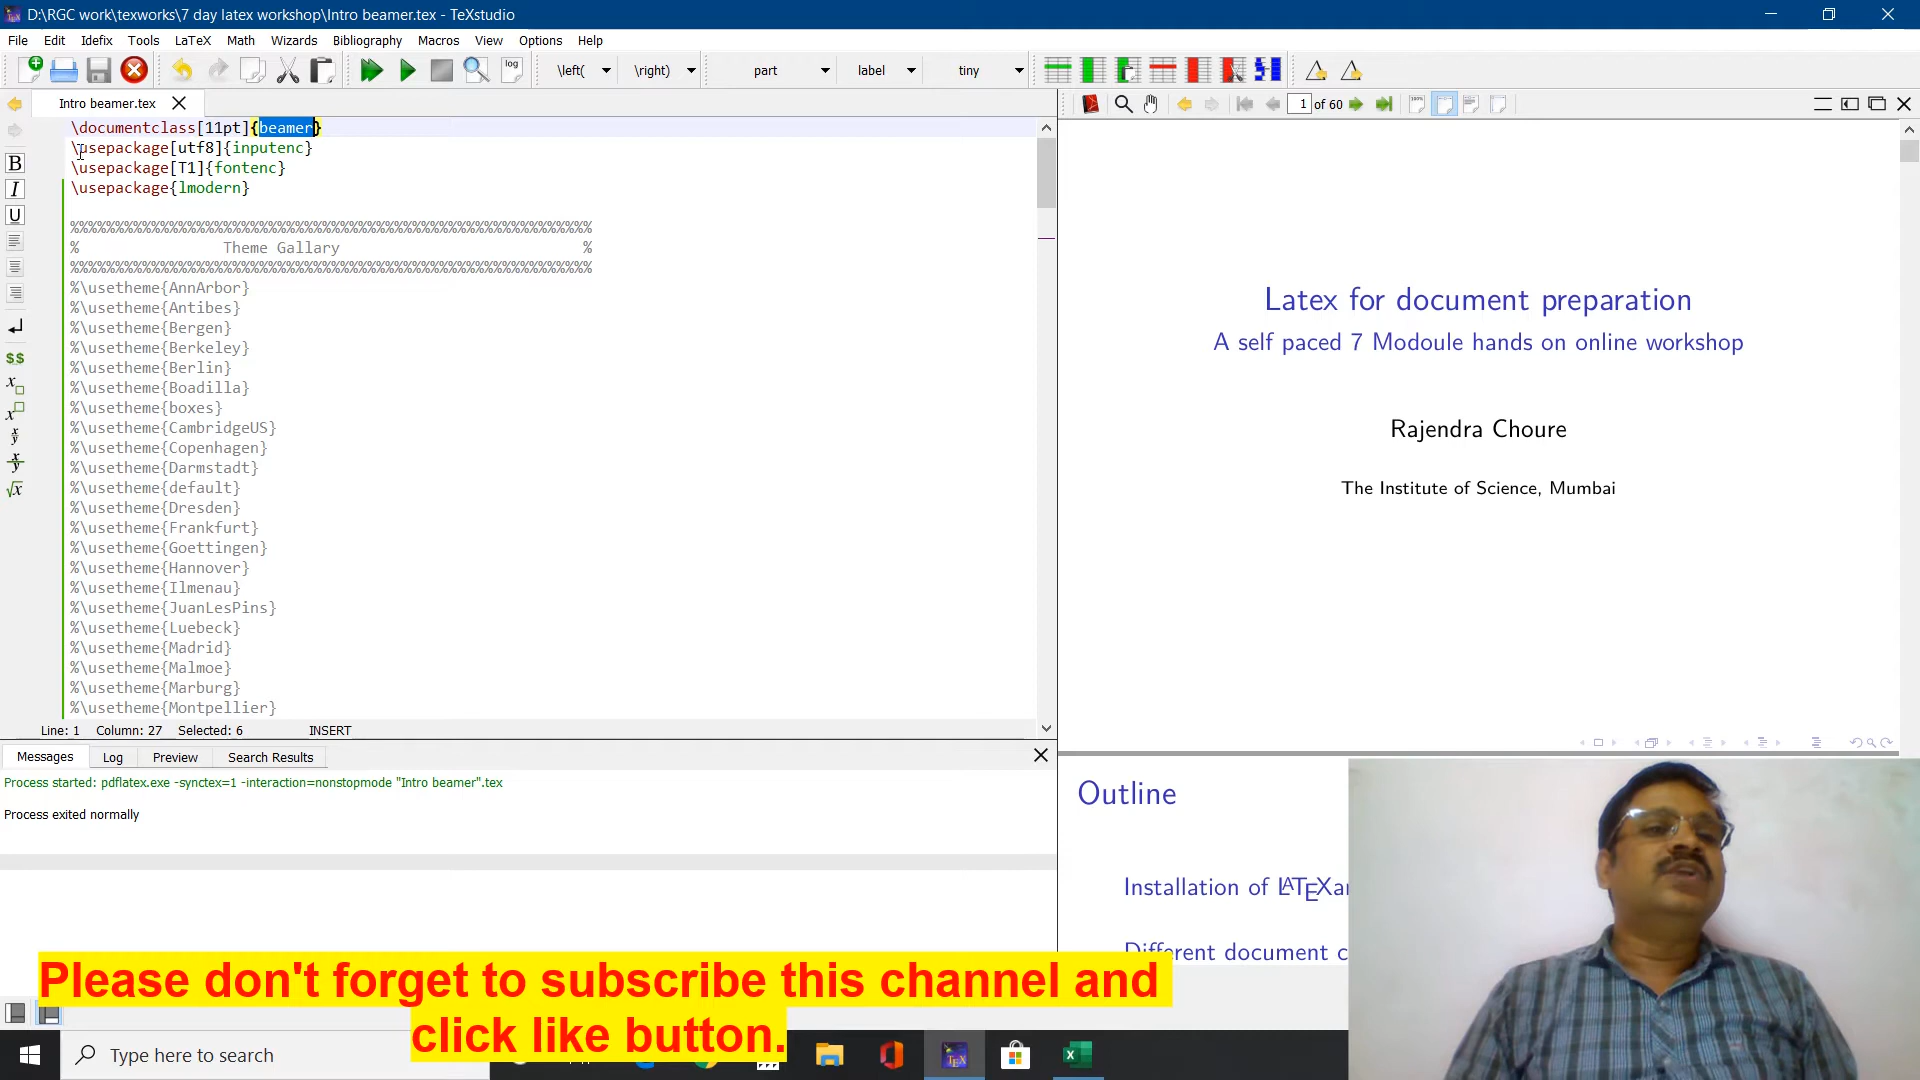 D:\RGC work\texworks\7 day latex workshop\Intro beamer.tex - TeXstudio
File Edit Idefix Tools LaTeX Math Wizards Bibliography Macros View Options Help
log \left( \right) part label tiny
Intro beamer.tex
1 of 60
\documentclass[11pt]{beamer}
\usepackage[utf8]{inputenc}
\usepackage[T1]{fontenc}
\usepackage{lmodern}
%%%%%%%%%%%%%%%%%%%%%%%%%%%%%%%%%%%%%%%%%%%%%%%%%%%%%%%%%%
% Theme Gallary %
%%%%%%%%%%%%%%%%%%%%%%%%%%%%%%%%%%%%%%%%%%%%%%%%%%%%%%%%%%
%\usetheme{AnnArbor}
%\usetheme{Antibes}
%\usetheme{Bergen}
%\usetheme{Berkeley}
%\usetheme{Berlin}
%\usetheme{Boadilla}
%\usetheme{boxes}
%\usetheme{CambridgeUS}
%\usetheme{Copenhagen}
%\usetheme{Darmstadt}
%\usetheme{default}
%\usetheme{Dresden}
%\usetheme{Frankfurt}
%\usetheme{Goettingen}
%\usetheme{Hannover}
%\usetheme{Ilmenau}
%\usetheme{JuanLesPins}
%\usetheme{Luebeck}
%\usetheme{Madrid}
%\usetheme{Malmoe}
%\usetheme{Marburg}
%\usetheme{Montpellier}
Line: 1 Column: 27 Selected: 6 INSERT
Messages Log Preview Search Results
Process started: pdflatex.exe -synctex=1 -interaction=nonstopmode "Intro beamer".tex
Process exited normally
Latex for document preparation
A self paced 7 Modoule hands on online workshop
Rajendra Choure
The Institute of Science, Mumbai
Outline
Installation of LATEXar
Different document c
Please don't forget to subscribe this channel and
click like button.
Type here to search